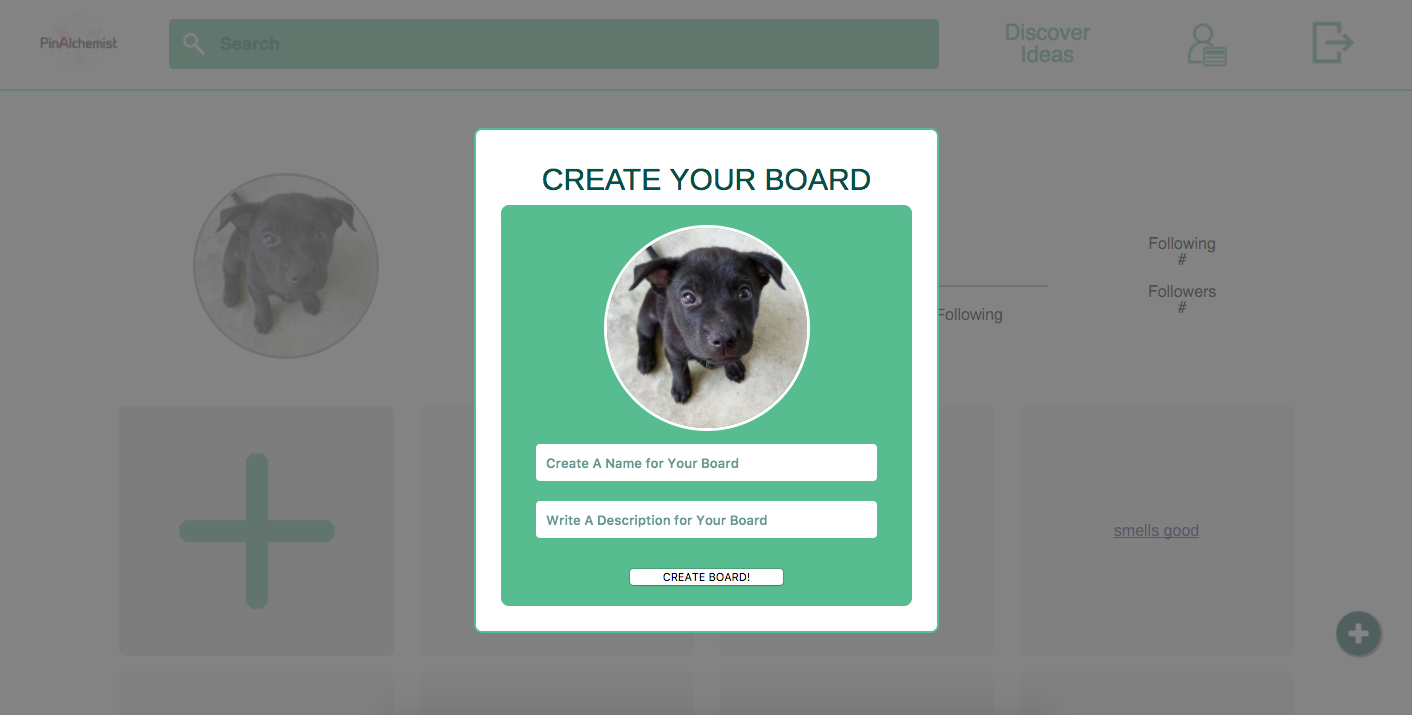 PinAlchemist
Search
Discover
Ideas
CREATE YOUR BOARD
Following
#
Followers
#
Following
Create A Name for Your Board
Write A Description for Your Board
smells good
CREATE BOARD!